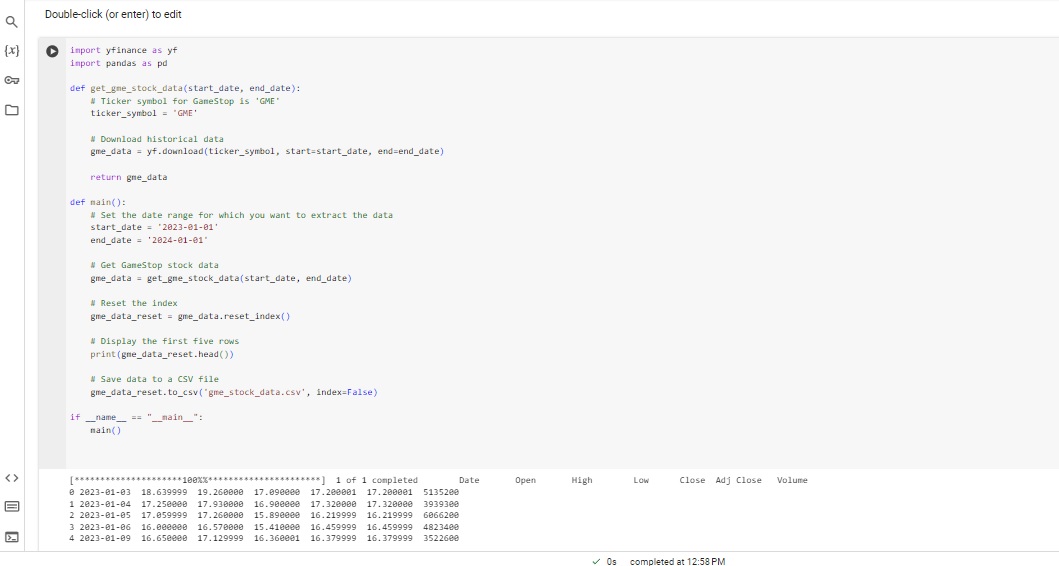 Double-click (or enter) to edit
{x}
import yfinance as yf
import pandas as pd
def get_gme_stock_data(start_date, end_date):
    # Ticker symbol for GameStop is 'GME'
    ticker_symbol = 'GME'
    # Download historical data
    gme_data = yf.download(ticker_symbol, start=start_date, end=end_date)
    return gme_data
def main():
    # Set the date range for which you want to extract the data
    start_date = '2023-01-01'
    end_date = '2024-01-01'
    # Get GameStop stock data
    gme_data = get_gme_stock_data(start_date, end_date)
    # Reset the index
    gme_data_reset = gme_data.reset_index()
    # Display the first five rows
    print(gme_data_reset.head())
    # Save data to a CSV file
    gme_data_reset.to_csv('gme_stock_data.csv', index=False)
if __name__ == "__main__":
    main()
[*********************100%%**********************]  1 of 1 completed        Date       Open       High        Low      Close  Adj Close   Volume
0 2023-01-03  18.639999  19.260000  17.090000  17.200001  17.200001  5135200
1 2023-01-04  17.250000  17.930000  16.900000  17.320000  17.320000  3939300
2 2023-01-05  17.059999  17.260000  15.890000  16.219999  16.219999  6066200
3 2023-01-06  16.000000  16.570000  15.410000  16.459999  16.459999  4823400
4 2023-01-09  16.650000  17.129999  16.360001  16.379999  16.379999  3522600
0s completed at 12:58 PM